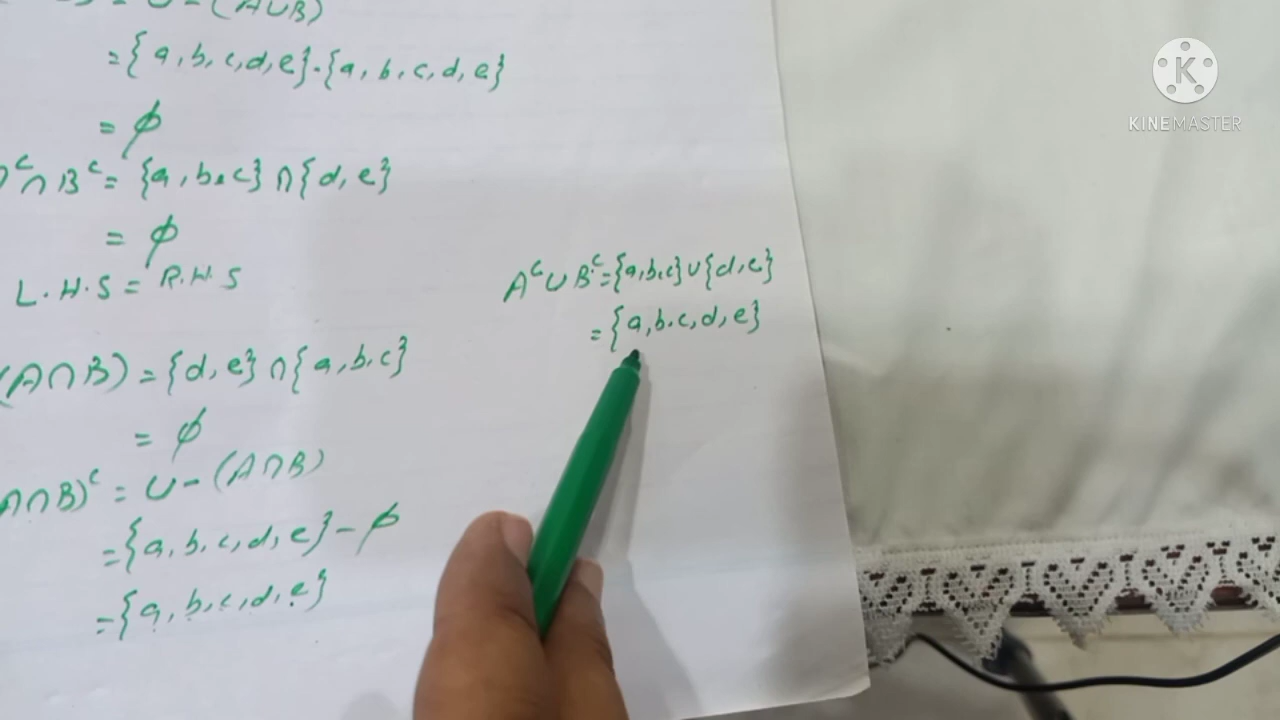 = U - (A∪B)
={a, b, c, d, e}-{a, b, c, d, e}
= ϕ
∩ B^c = {a, b, c} ∩ {d, e}
= ϕ
L.H.S = R.H.S
(A∩B) = {d, e} ∩ {a, b, c}
= ϕ
A∩B)^c = U - (A∩B)
={a, b, c, d, e} - ϕ
={a, b, c, d, e}
A^c ∪ B^c = {a, b, c} ∪ {d, e}
={a, b, c, d, e}
K
KINEMASTER